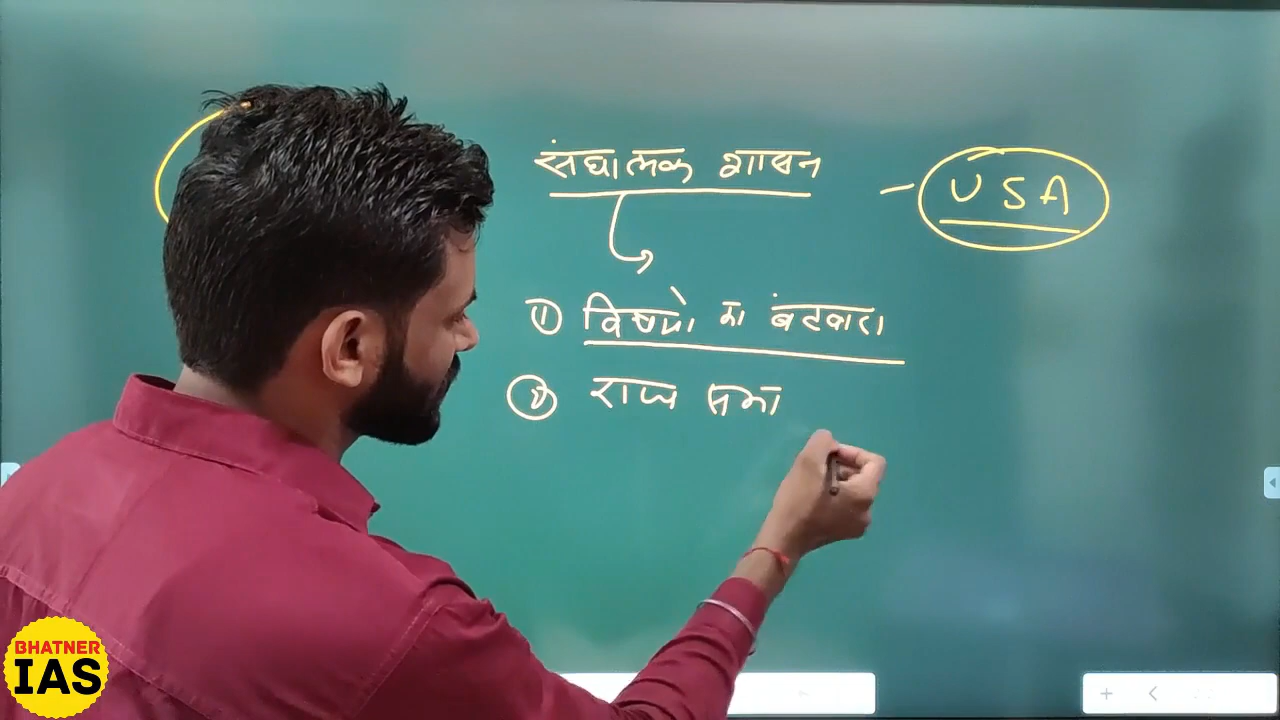 संघात्मक शासन - USA
① विषयों का बंटवारा
② राज्य सभा
BHATNER
IAS